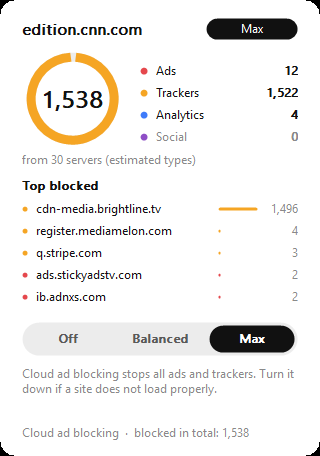 edition.cnn.com
Max
1,538
Ads 12
Trackers 1,522
Analytics 4
Social 0
from 30 servers (estimated types)
Top blocked
cdn-media.brightline.tv 1,496
register.mediamelon.com 4
q.stripe.com 3
ads.stickyadstv.com 2
ib.adnxs.com 2
Off Balanced Max
Cloud ad blocking stops all ads and trackers. Turn it
down if a site does not load properly.
Cloud ad blocking · blocked in total: 1,538